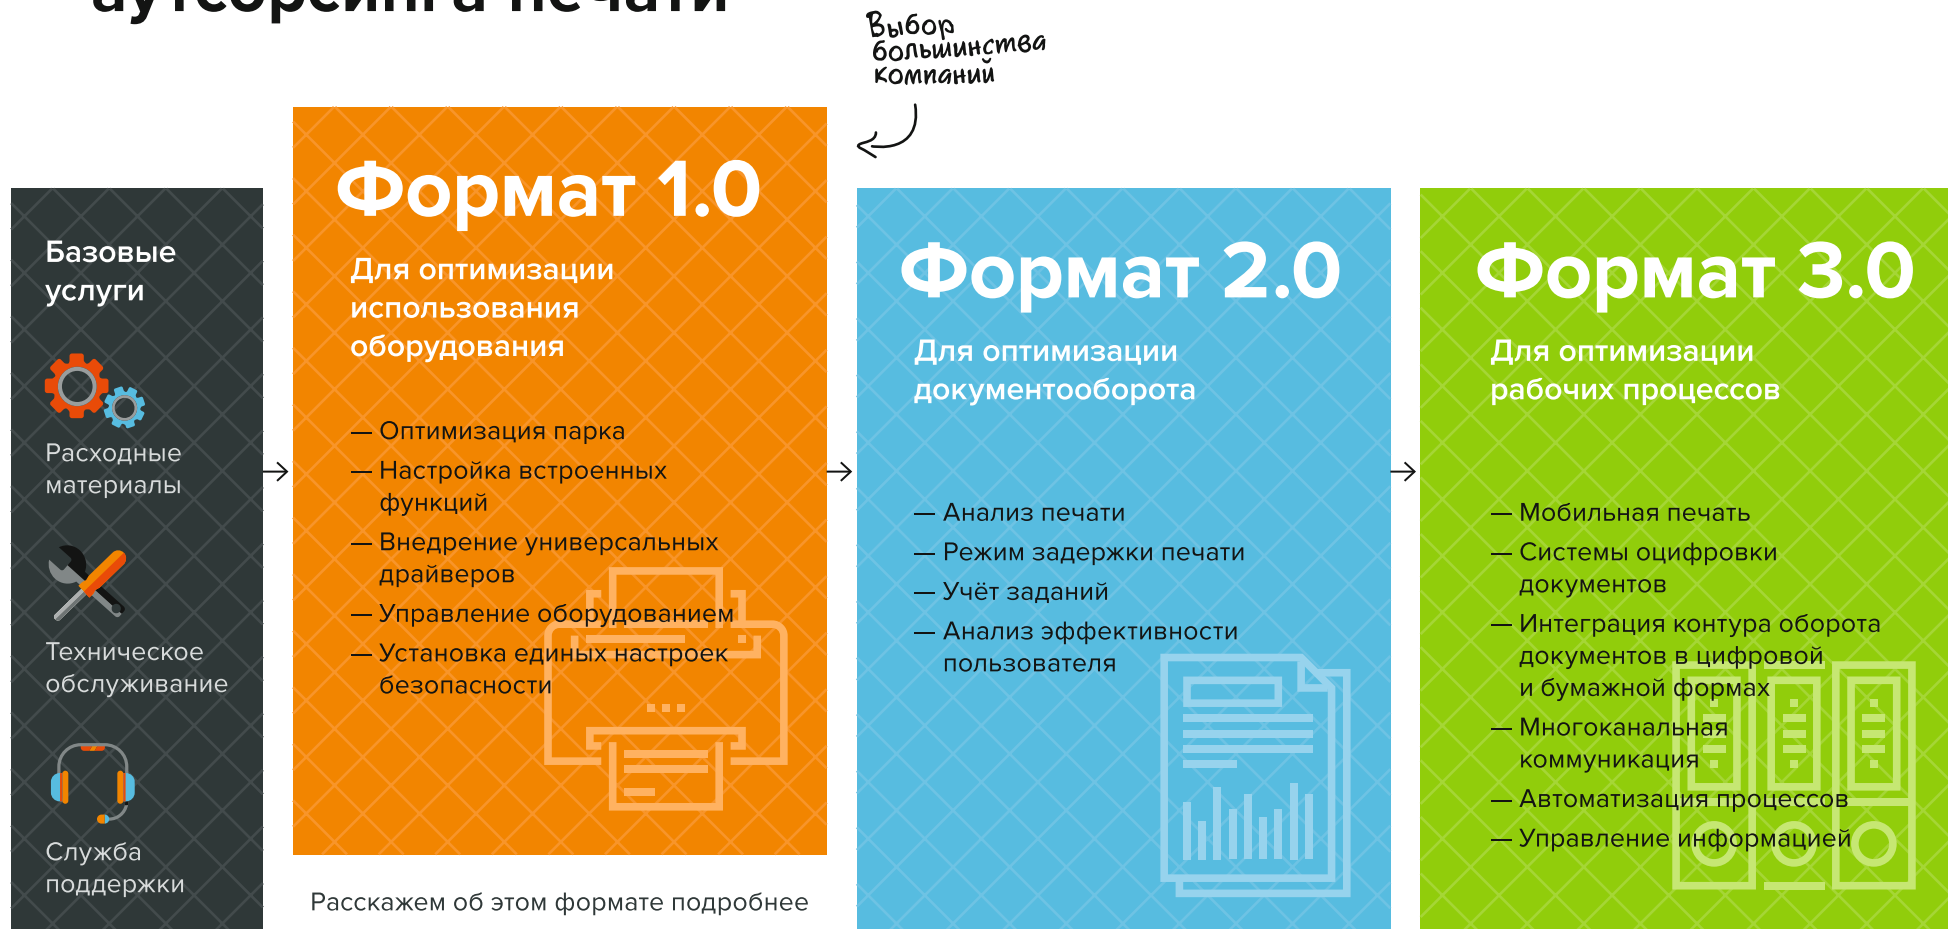 аутсорсинга печати
Выбор
большинства
компаний
Базовые
услуги
Расходные
материалы
Техническое
обслуживание
Служба
поддержки
Формат 1.0
Для оптимизации
использования
оборудования
— Оптимизация парка
— Настройка встроенных
функций
— Внедрение универсальных
драйверов
— Управление оборудованием
— Установка единых настроек
безопасности
Расскажем об этом формате подробнее
Формат 2.0
Для оптимизации
документооборота
— Анализ печати
— Режим задержки печати
— Учёт заданий
— Анализ эффективности
пользователя
Формат 3.0
Для оптимизации
рабочих процессов
— Мобильная печать
— Системы оцифровки
документов
— Интеграция контура оборота
документов в цифровой
и бумажной формах
— Многоканальная
коммуникация
— Автоматизация процессов
— Управление информацией